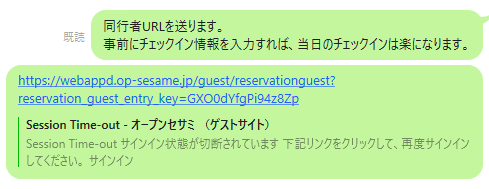 既読
同行者URLを送ります。
事前にチェックイン情報を入力すれば、当日のチェックインは楽になります。
https://webappd.op-sesame.jp/guest/reservationguest?
reservation_guest_entry_key=GXO0dYfgPi94z8Zp
Session Time-out - オープンセサミ （ゲストサイト）
Session Time-out サインイン状態が切断されています 下記リンクをクリックして、再度サインイン
してください。 サインイン